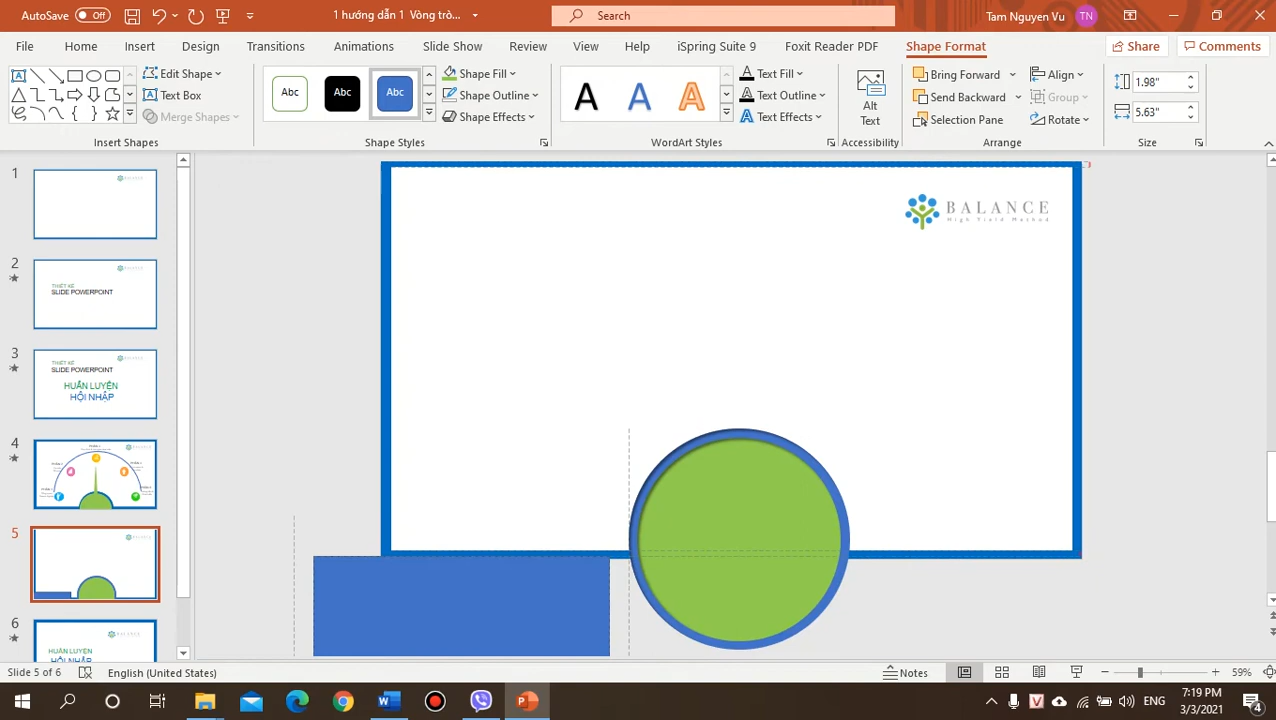 AutoSave Off 1 hướng dẫn 1 Vòng trò... Search Tam Nguyen Vu TN
File Home Insert Design Transitions Animations Slide Show Review View Help iSpring Suite 9 Foxit Reader PDF Shape Format Share Comments
Edit Shape
Text Box
Merge Shapes
Insert Shapes
Abc Abc Abc
Shape Fill
Shape Outline
Shape Effects
Shape Styles
A A A
Text Fill
Text Outline
Text Effects
WordArt Styles
Alt
Text
Accessibility
Bring Forward
Send Backward
Selection Pane
Align
Group
Rotate
Arrange
1.98"
5.63"
Size
1
2
THIẾT KẾ
SLIDE POWERPOINT
3
THIẾT KẾ
SLIDE POWERPOINT
HUẤN LUYỆN
HỘI NHẬP
4
5
6
HUẤN LUYỆN
HỘI NHẬP
BALANCE
High Yield Method
Slide 5 of 6 English (United States) Notes 59%
ENG
7:19 PM
3/3/2021
4